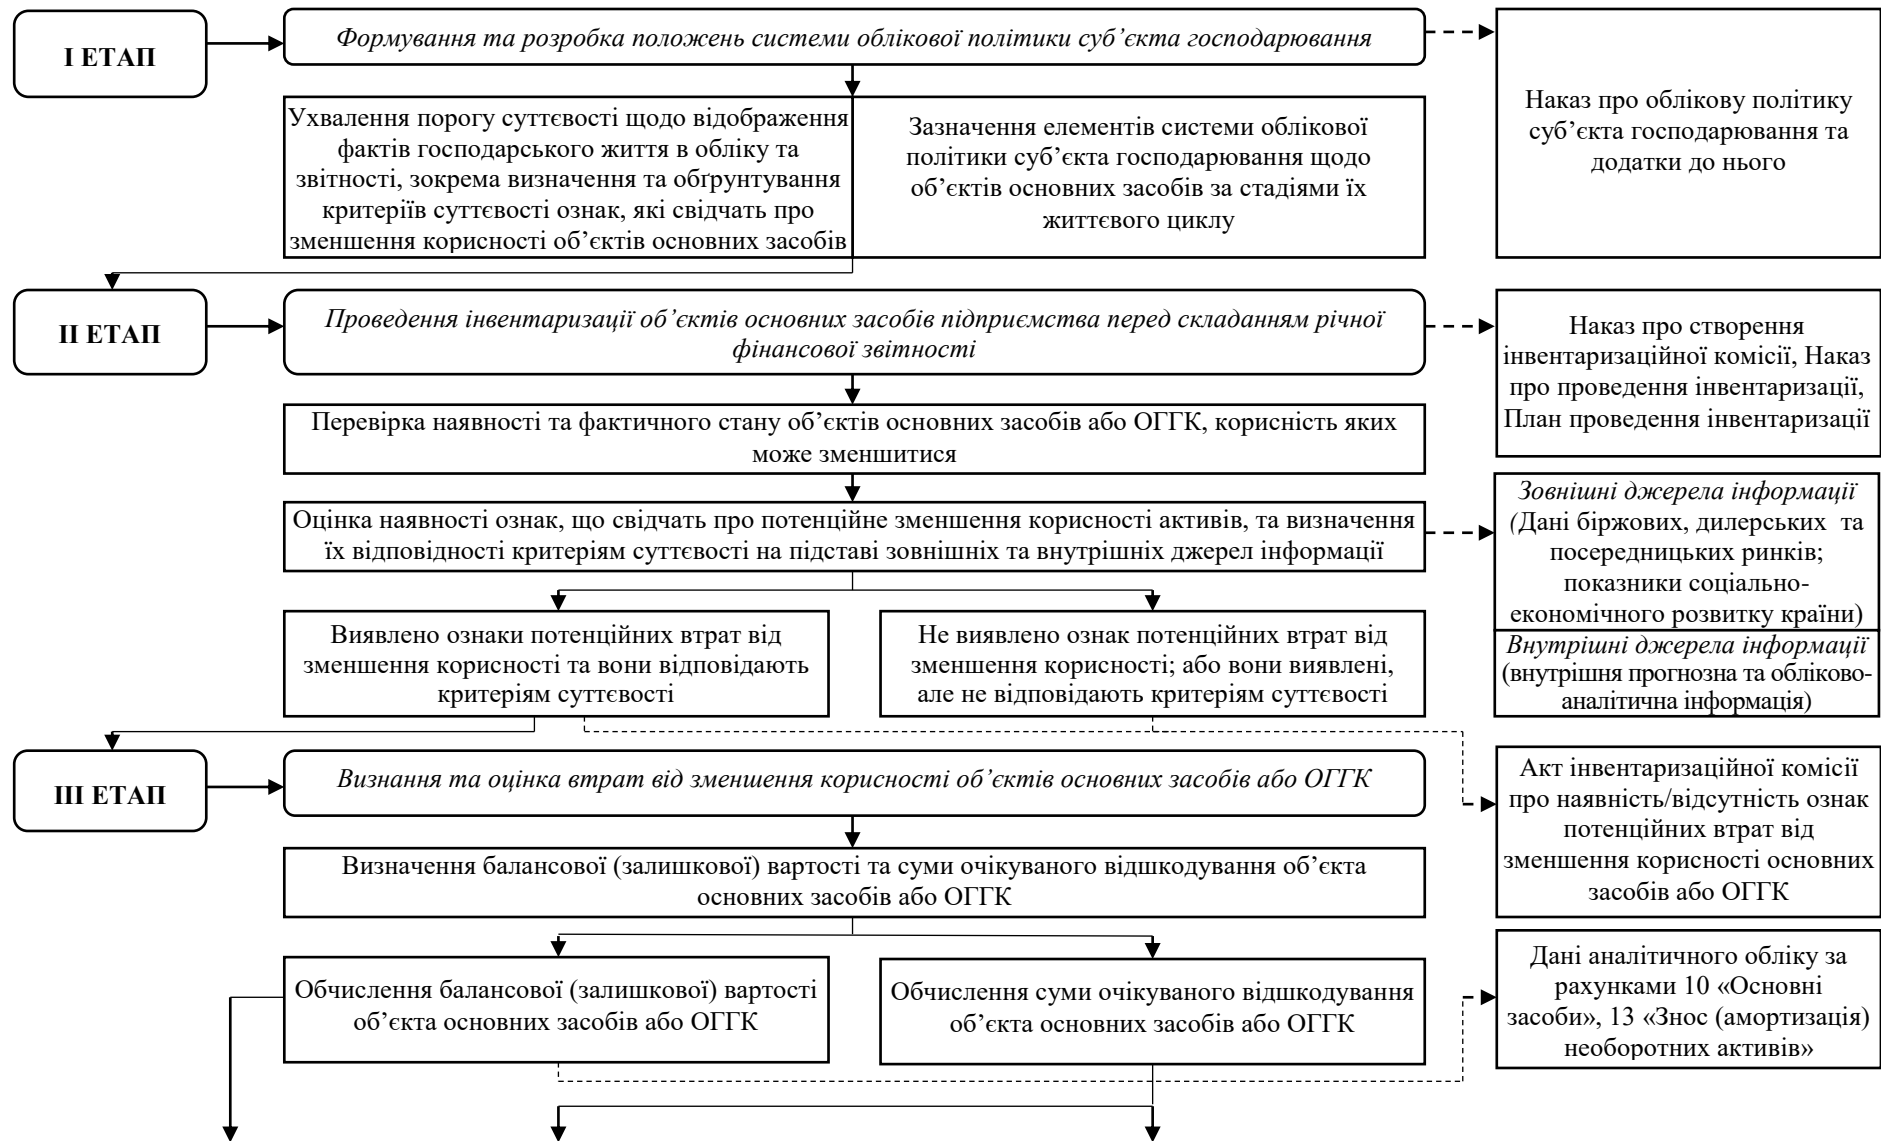 І ЕТАП
Формування та розробка положень системи облікової політики суб’єкта господарювання
Ухвалення порогу суттєвості щодо відображення
фактів господарського життя в обліку та
звітності, зокрема визначення та обґрунтування
критеріїв суттєвості ознак, які свідчать про
зменшення корисності об’єктів основних засобів
Зазначення елементів системи облікової
політики суб’єкта господарювання щодо
об’єктів основних засобів за стадіями їх
життєвого циклу
Наказ про облікову політику
суб’єкта господарювання та
додатки до нього
ІІ ЕТАП
Проведення інвентаризації об’єктів основних засобів підприємства перед складанням річної
фінансової звітності
Наказ про створення
інвентаризаційної комісії, Наказ
про проведення інвентаризації,
План проведення інвентаризації
Перевірка наявності та фактичного стану об’єктів основних засобів або ОГГК, корисність яких
може зменшитися
Оцінка наявності ознак, що свідчать про потенційне зменшення корисності активів, та визначення
їх відповідності критеріям суттєвості на підставі зовнішніх та внутрішніх джерел інформації
Зовнішні джерела інформації
(Дані біржових, дилерських та
посередницьких ринків;
показники соціально-
економічного розвитку країни)
Внутрішні джерела інформації
(внутрішня прогнозна та обліково-
аналітична інформація)
Виявлено ознаки потенційних втрат від
зменшення корисності та вони відповідають
критеріям суттєвості
Не виявлено ознак потенційних втрат від
зменшення корисності; або вони виявлені,
але не відповідають критеріям суттєвості
ІІІ ЕТАП
Визнання та оцінка втрат від зменшення корисності об’єктів основних засобів або ОГГК
Акт інвентаризаційної комісії
про наявність/відсутність ознак
потенційних втрат від
зменшення корисності основних
засобів або ОГГК
Визначення балансової (залишкової) вартості та суми очікуваного відшкодування об’єкта
основних засобів або ОГГК
Обчислення балансової (залишкової) вартості
об’єкта основних засобів або ОГГК
Обчислення суми очікуваного відшкодування
об’єкта основних засобів або ОГГК
Дані аналітичного обліку за
рахунками 10 «Основні
засоби», 13 «Знос (амортизація)
необоротних активів»